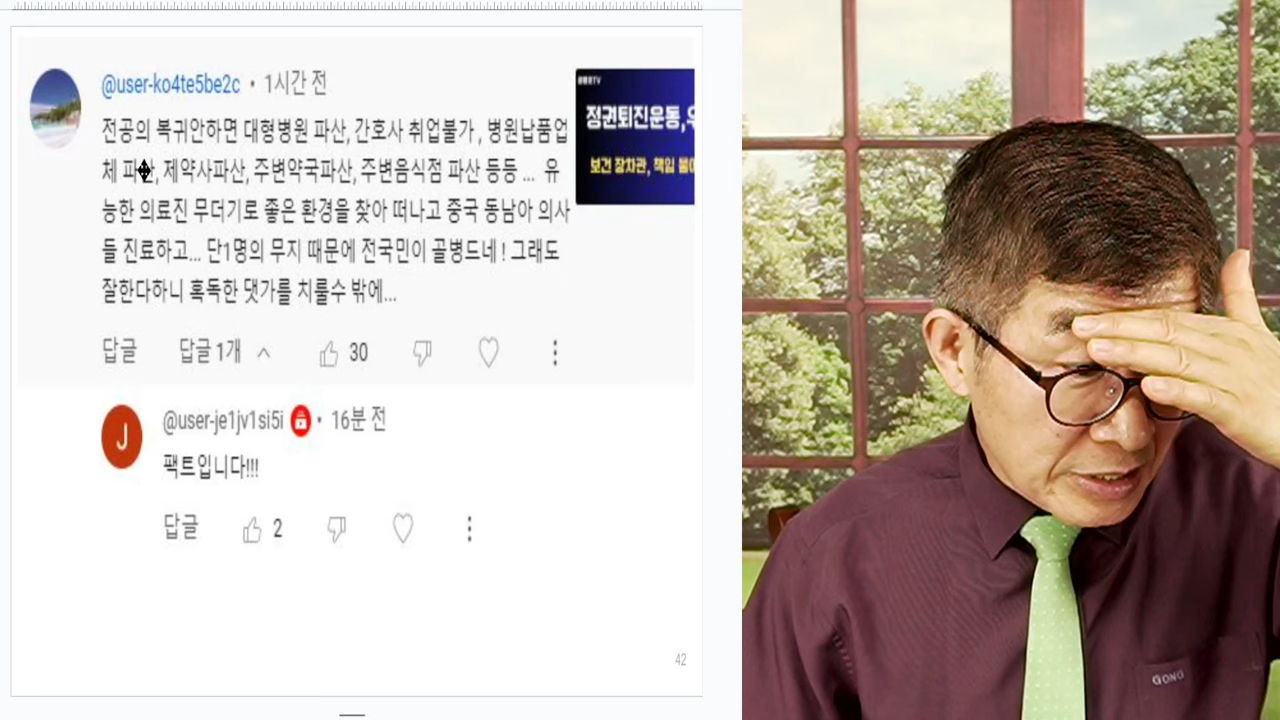 @user-ko4te5be2c • 1시간 전
전공의 복귀안하면 대형병원 파산, 간호사 취업불가 , 병원납품업
체 파산, 제약사파산, 주변약국파산, 주변음식점 파산 등등 ... 유
능한 의료진 무더기로 좋은 환경을 찾아 떠나고 중국 동남아 의사
들 진료하고... 단1명의 무지 때문에 전국민이 골병드네 ! 그래도
잘한다하니 혹독한 댓가를 치룰수 밖에...
답글 답글 1개 30
정권퇴진운동,
보건 장차관, 책임
@user-je1jv1si5i • 16분 전
J
팩트입니다!!!
답글 2
42
GONG